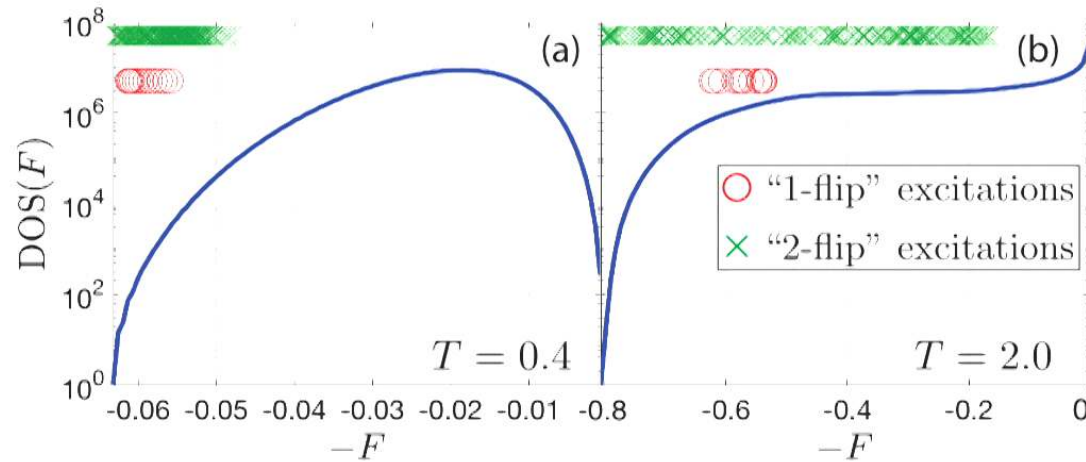 10^8
10^6
10^4
10^2
10^0
DOS(F)
(a)
(b)
"1-flip" excitations
"2-flip" excitations
T = 0.4
T = 2.0
-0.06 -0.05 -0.04 -0.03 -0.02 -0.01 -0.8 -0.6 -0.4 -0.2 0
−F
−F